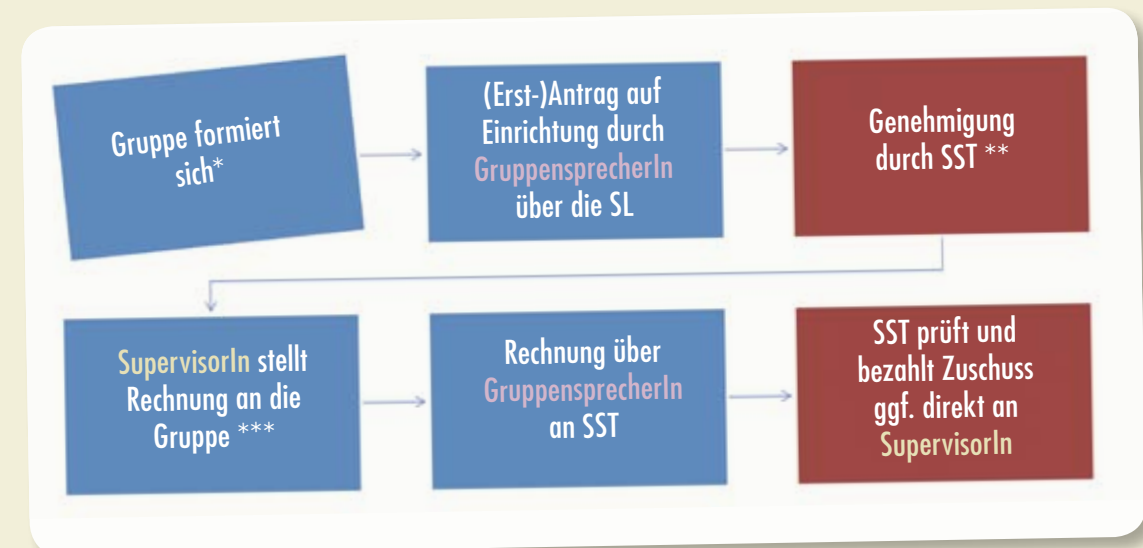 Gruppe formiert
sich*
(Erst-)Antrag auf
Einrichtung durch
GruppensprecherIn
über die SL
Genehmigung
durch SST **
SupervisorIn stellt
Rechnung an die
Gruppe ***
Rechnung über
GruppensprecherIn
an SST
SST prüft und
bezahlt Zuschuss
ggf. direkt an
SupervisorIn